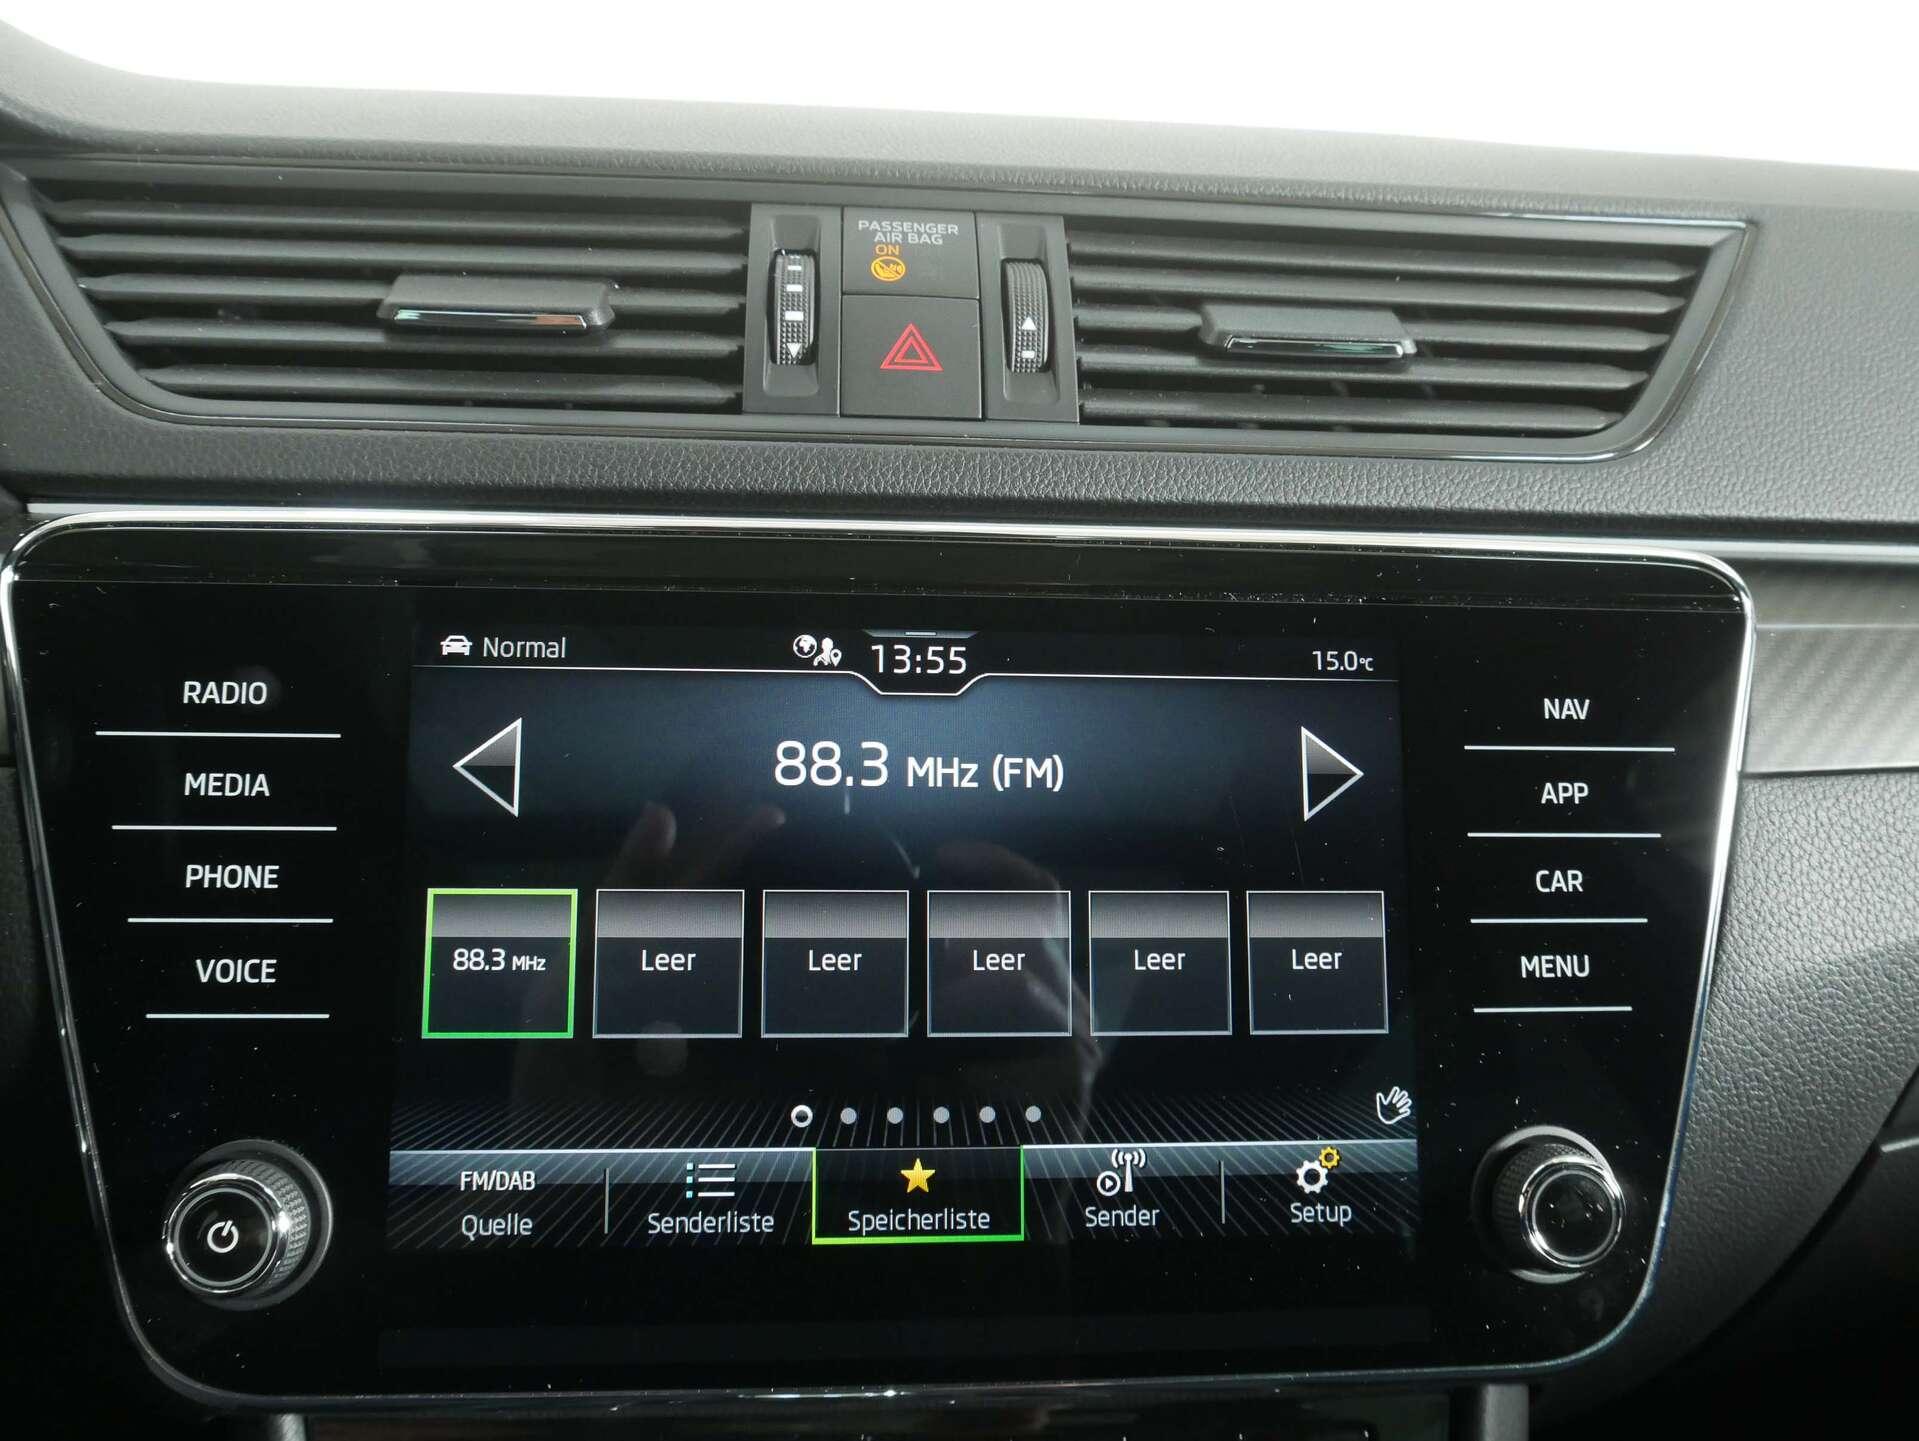 PASSENGER
AIR BAG
ON
Normal
13:55
15.0°C
RADIO
MEDIA
PHONE
VOICE
88.3 MHz (FM)
NAV
APP
CAR
MENU
88.3 MHz
Leer
Leer
Leer
Leer
Leer
FM/DAB
Quelle
Senderliste
Speicherliste
Sender
Setup